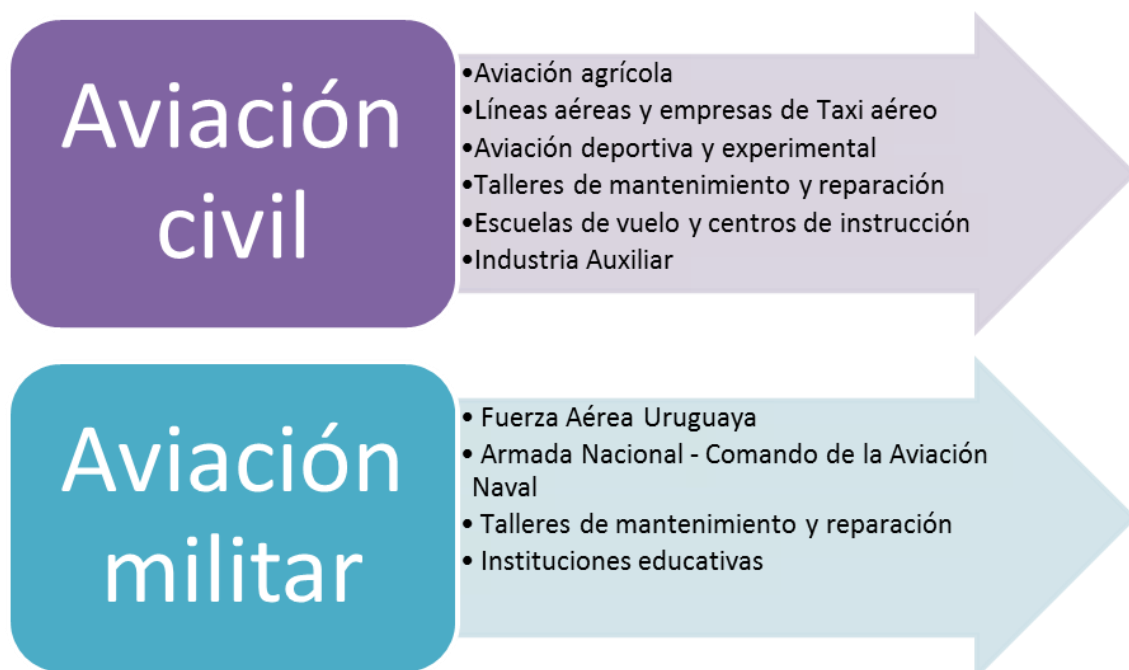 Aviación
civil
•Aviación agrícola
•Líneas aéreas y empresas de Taxi aéreo
•Aviación deportiva y experimental
•Talleres de mantenimiento y reparación
•Escuelas de vuelo y centros de instrucción
•Industria Auxiliar
Aviación
militar
• Fuerza Aérea Uruguaya
• Armada Nacional - Comando de la Aviación
Naval
• Talleres de mantenimiento y reparación
• Instituciones educativas